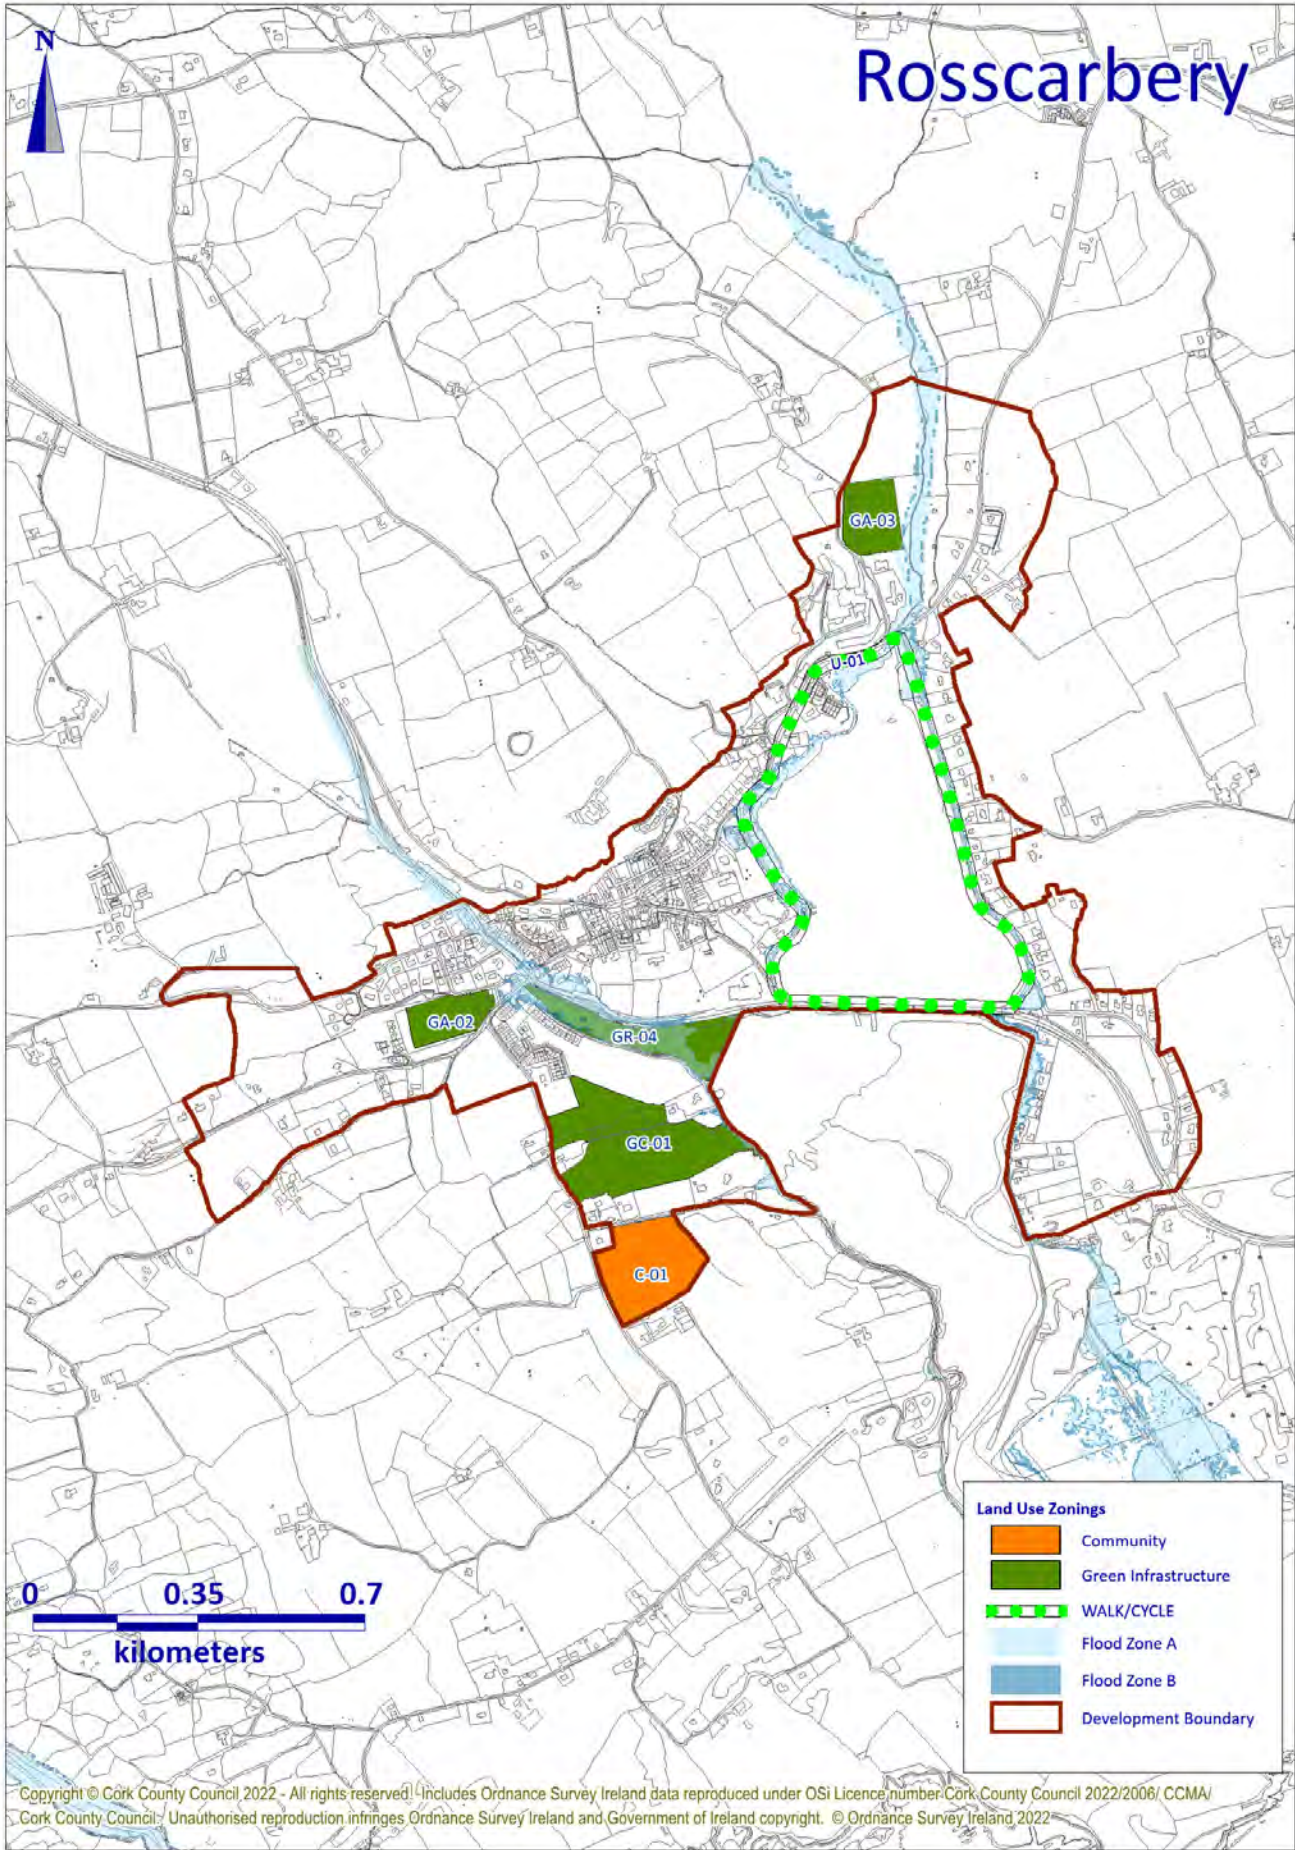 N
Rosscarbery
GA-03
U-01
GA-02
GR-04
GC-01
C-01
Land Use Zonings
Community
Green Infrastructure
WALK/CYCLE
Flood Zone A
Flood Zone B
Development Boundary
0 0.35 0.7
kilometers
Copyright © Cork County Council 2022 - All rights reserved. Includes Ordnance Survey Ireland data reproduced under OSi Licence number Cork County Council 2022/2006/ CCMA/
Cork County Council. Unauthorised reproduction infringes Ordnance Survey Ireland and Government of Ireland copyright. © Ordnance Survey Ireland 2022